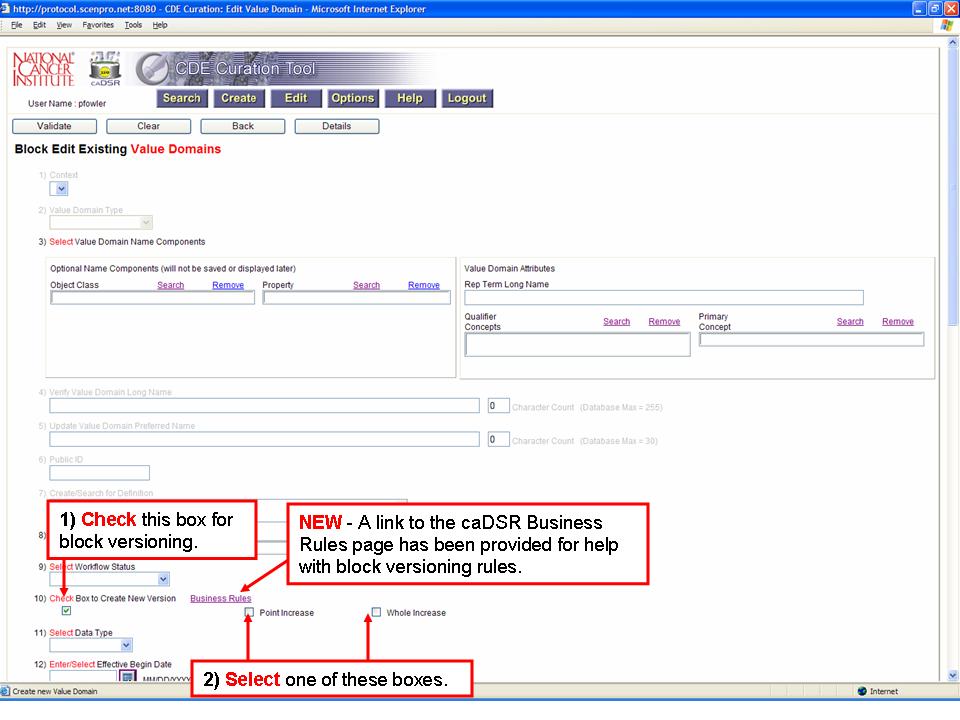 http://protocol.scenpro.net:8080 - CDE Curation: Edit Value Domain - Microsoft Internet Explorer
File Edit View Favorites Tools Help
NATIONAL CANCER INSTITUTE
caDSR
CDE Curation Tool
User Name : pfowler
Search Create Edit Options Help Logout
Validate Clear Back Details
Block Edit Existing Value Domains
1) Context
2) Value Domain Type
3) Select Value Domain Name Components
Optional Name Components (will not be saved or displayed later)
Object Class Search Remove Property Search Remove
Value Domain Attributes
Rep Term Long Name
Qualifier Concepts Search Remove
Primary Concept Search Remove
4) Verify Value Domain Long Name
0 Character Count (Database Max = 255)
5) Update Value Domain Preferred Name
0 Character Count (Database Max = 30)
6) Public ID
7) Create/Search for Definition
1) Check this box for
block versioning.
NEW - A link to the caDSR Business
Rules page has been provided for help
with block versioning rules.
8)
9) Select Workflow Status
10) Check Box to Create New Version Business Rules
Point Increase Whole Increase
11) Select Data Type
12) Enter/Select Effective Begin Date
MM/DD/YYYY
2) Select one of these boxes.
Create new Value Domain
Internet